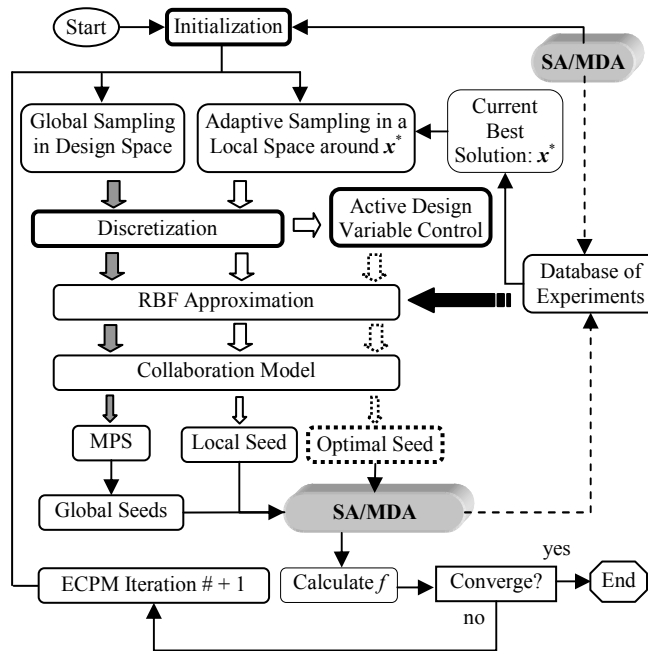 Start
Initialization
SA/MDA
Global Sampling
in Design Space
Adaptive Sampling in a
Local Space around x*
Current
Best
Solution: x*
Discretization
Active Design
Variable Control
Database of
Experiments
RBF Approximation
Collaboration Model
MPS
Local Seed
Optimal Seed
Global Seeds
SA/MDA
ECPM Iteration # + 1
Calculate f
Converge?
yes
End
no